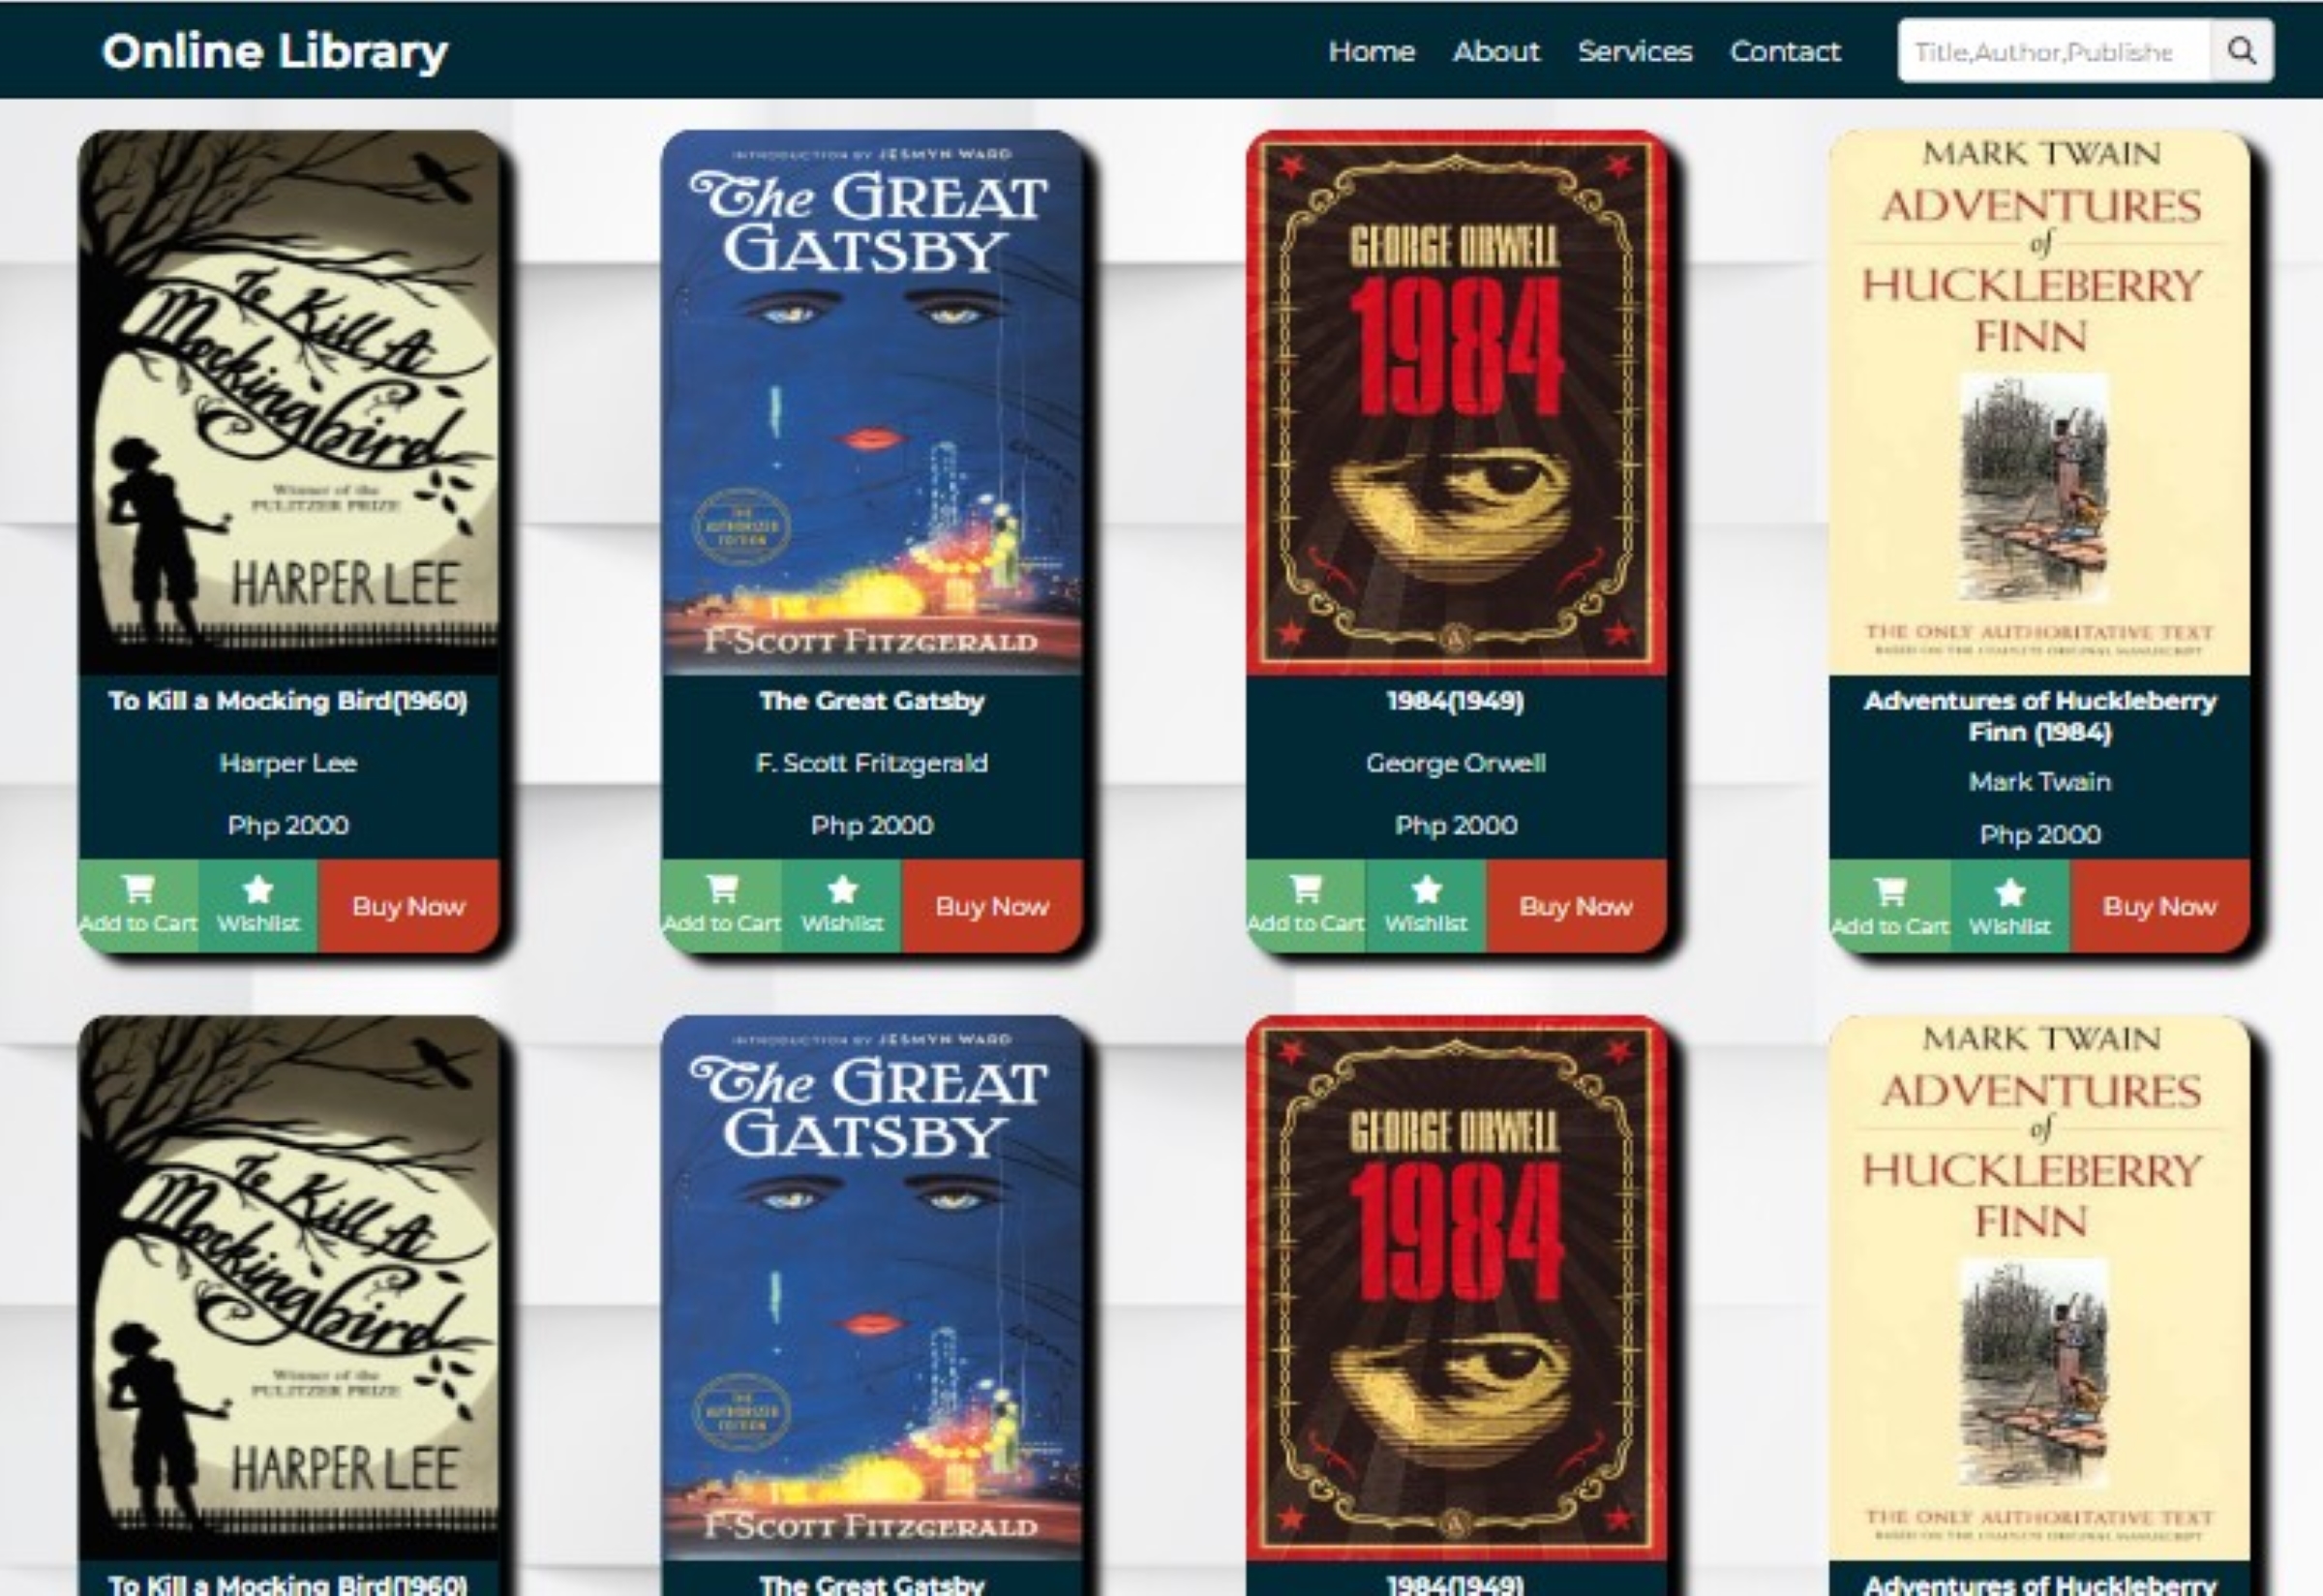 Online Library
Home About Services Contact Title,Author,Publishe
To Kill A
Mockingbird
Winner of the
PULITZER PRIZE
HARPER LEE
To Kill a Mocking Bird(1960)
Harper Lee
Php 2000
Add to Cart Wishlist Buy Now
INTRODUCTION BY JESMYN WARD
The GREAT
GATSBY
THE
AUTHORIZED
EDITION
F·SCOTT FITZGERALD
The Great Gatsby
F. Scott Fritzgerald
Php 2000
Add to Cart Wishlist Buy Now
GEORGE ORWELL
1984
1984(1949)
George Orwell
Php 2000
Add to Cart Wishlist Buy Now
MARK TWAIN
ADVENTURES
of
HUCKLEBERRY
FINN
THE ONLY AUTHORITATIVE TEXT
BASED ON THE COMPLETE ORIGINAL MANUSCRIPT
Adventures of Huckleberry
Finn (1984)
Mark Twain
Php 2000
Add to Cart Wishlist Buy Now
To Kill A
Mockingbird
Winner of the
PULITZER PRIZE
HARPER LEE
To Kill a Mocking Bird(1960)
INTRODUCTION BY JESMYN WARD
The GREAT
GATSBY
THE
AUTHORIZED
EDITION
F·SCOTT FITZGERALD
The Great Gatsby
GEORGE ORWELL
1984
1984(1949)
MARK TWAIN
ADVENTURES
of
HUCKLEBERRY
FINN
THE ONLY AUTHORITATIVE TEXT
BASED ON THE COMPLETE ORIGINAL MANUSCRIPT
Adventures of Huckleberry